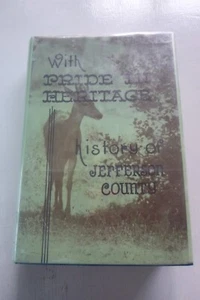 With
PRIDE IN
HERITAGE
history of
JEFFERSON
COUNTY